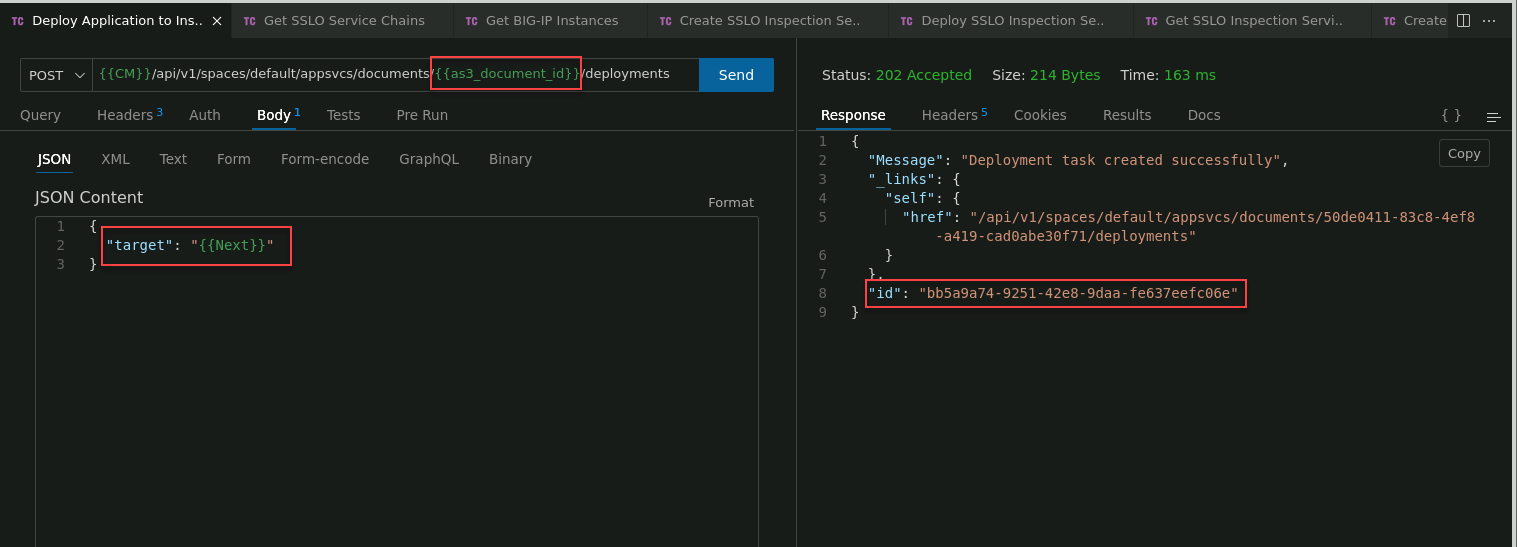 TC Deploy Application to Ins.. ×
TC Get SSLO Service Chains
TC Get BIG-IP Instances
TC Create SSLO Inspection Se..
TC Deploy SSLO Inspection Se..
TC Get SSLO Inspection Servi..
TC Create
POST
{{CM}}/api/v1/spaces/default/appsvcs/documents/{{as3_document_id}}/deployments
Send
Query Headers 3 Auth Body 1 Tests Pre Run
JSON XML Text Form Form-encode GraphQL Binary
JSON Content
Format
1 {
2 "target": "{{Next}}"
3 }
Status: 202 Accepted Size: 214 Bytes Time: 163 ms
Response Headers 5 Cookies Results Docs { }
Copy
1 {
2 "Message": "Deployment task created successfully",
3 "_links": {
4 "self": {
5 "href": "/api/v1/spaces/default/appsvcs/documents/50de0411-83c8-4ef8
-a419-cad0abe30f71/deployments"
6 }
7 },
8 "id": "bb5a9a74-9251-42e8-9daa-fe637eefc06e"
9 }